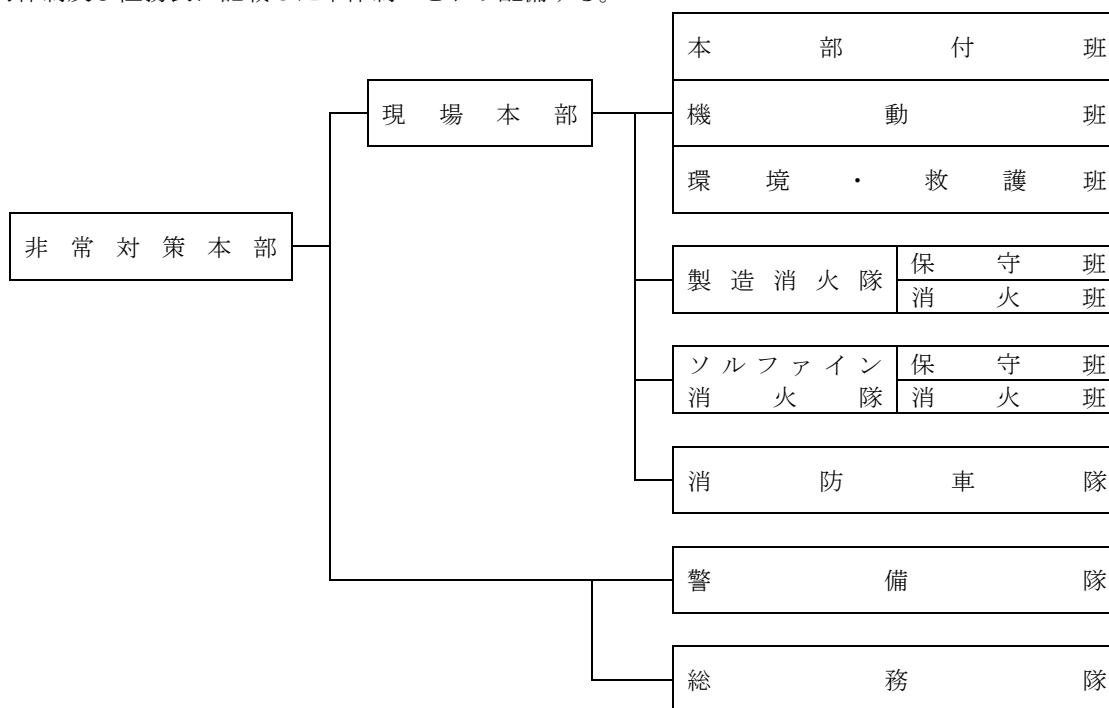 本部付班
現場本部
機動班
環境・救護班
非常対策本部
製造消火隊
保守班
消火班
ソルファイン
消火隊
保守班
消火班
消防車隊
警備隊
総務隊